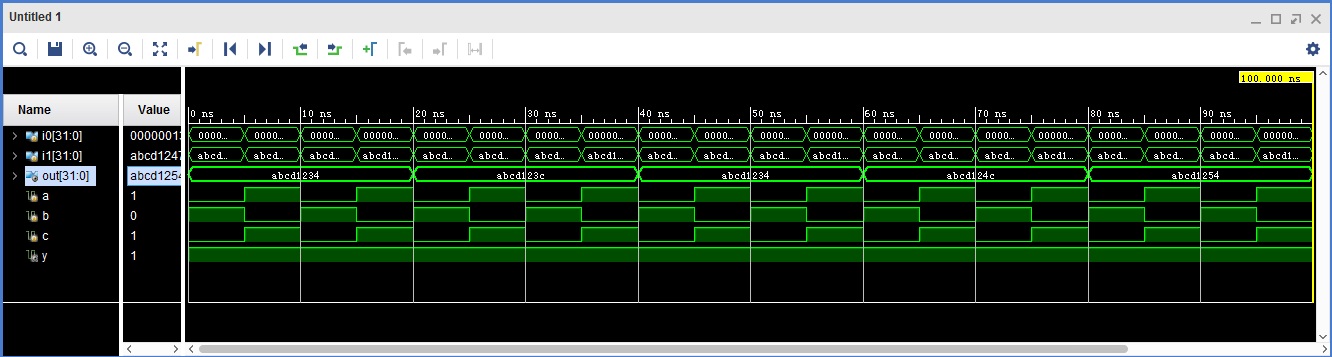 Untitled 1
100.000 ns
Name Value
0 ns 10 ns 20 ns 30 ns 40 ns 50 ns 60 ns 70 ns 80 ns 90 ns
i0[31:0] 00000013 0000... 0000... 0000... 00000... 0000... 0000... 0000... 00000... 0000... 0000... 0000... 00000... 0000... 0000... 0000... 00000... 0000... 0000... 0000... 00000...
i1[31:0] abcd1247 abcd... abcd... abcd... abcd1... abcd... abcd... abcd... abcd1... abcd... abcd... abcd... abcd1... abcd... abcd... abcd... abcd1... abcd... abcd... abcd... abcd1...
out[31:0] abcd1254 abcd1234 abcd123c abcd1234 abcd124c abcd1254
a 1
b 0
c 1
y 1